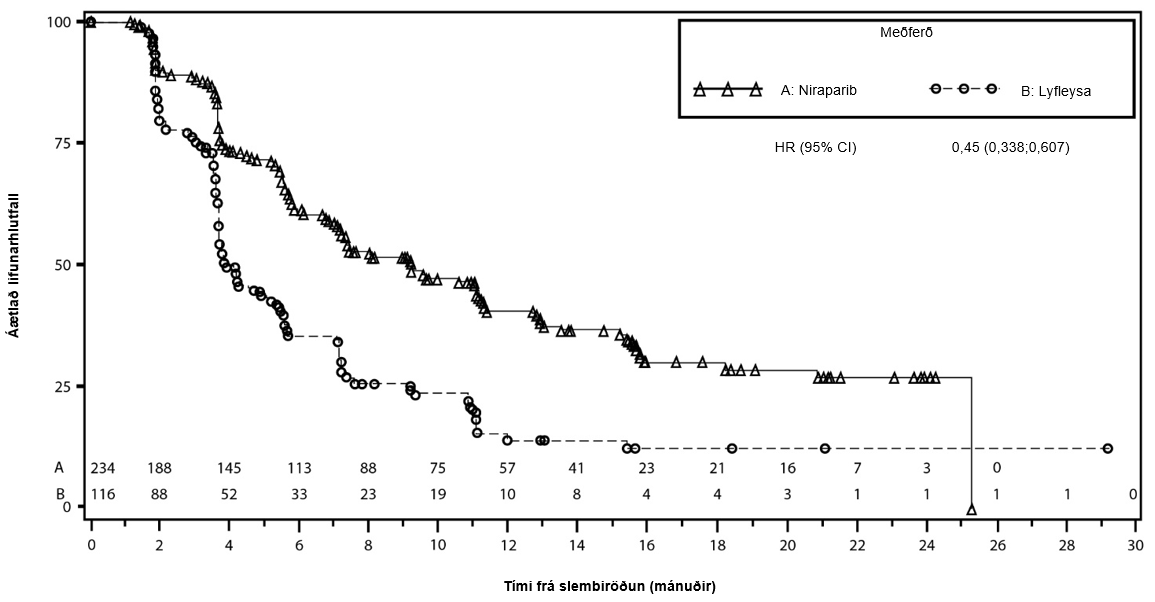 100
Meðferð
A: Niraparib
B: Lyfleysa
HR (95% CI)
0,45 (0,338;0,607)
75
Áætlað lifunarhlutfall
50
25
A 234 188 145 113 88 75 57 41 23 21 16 7 3 0
B 116 88 52 33 23 19 10 8 4 4 3 1 1 1 1 0
0
0 2 4 6 8 10 12 14 16 18 20 22 24 26 28 30
Tími frá slembiröðun (mánuðir)